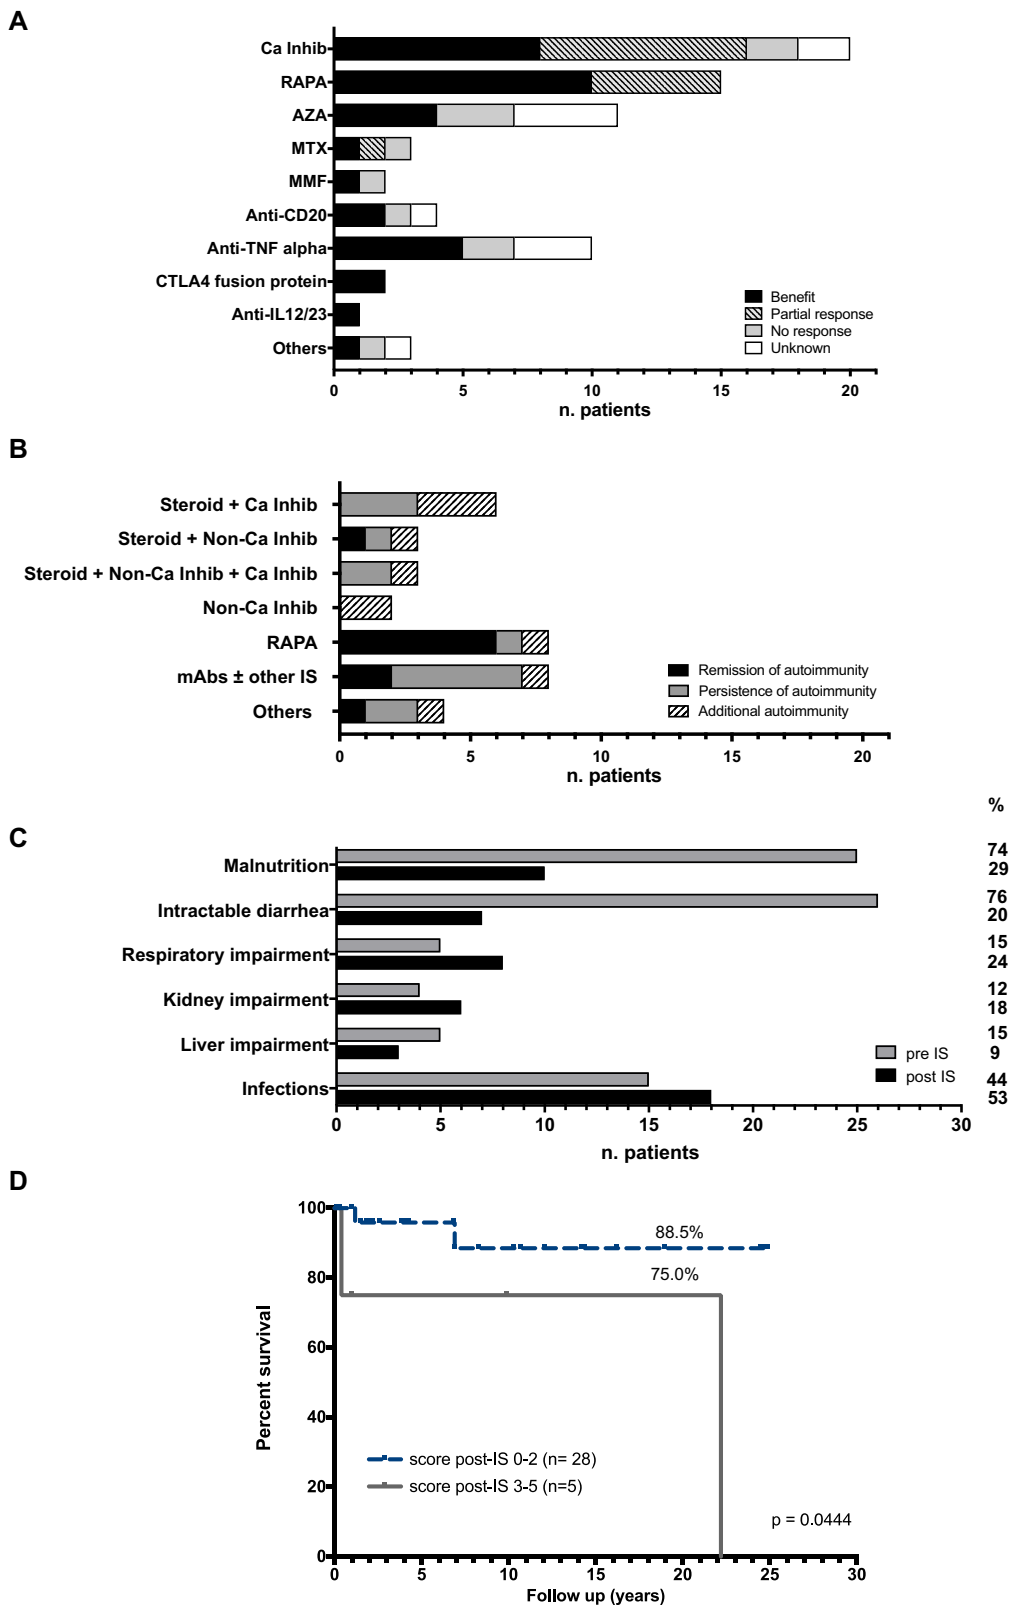 A
Ca Inhib
RAPA
AZA
MTX
MMF
Anti-CD20
Anti-TNF alpha
CTLA4 fusion protein
Anti-IL12/23
Others
Benefit
Partial response
No response
Unknown
0 5 10 15 20
n. patients
B
Steroid + Ca Inhib
Steroid + Non-Ca Inhib
Steroid + Non-Ca Inhib + Ca Inhib
Non-Ca Inhib
RAPA
mAbs ± other IS
Others
Remission of autoimmunity
Persistence of autoimmunity
Additional autoimmunity
0 5 10 15 20
n. patients
%
C
Malnutrition
74
29
Intractable diarrhea
76
20
Respiratory impairment
15
24
Kidney impairment
12
18
Liver impairment
15
9
Infections
44
53
pre IS
post IS
0 5 10 15 20 25 30
n. patients
D
Percent survival
100
80
60
40
20
0
88.5%
75.0%
score post-IS 0-2 (n= 28)
score post-IS 3-5 (n=5)
p = 0.0444
0 5 10 15 20 25 30
Follow up (years)